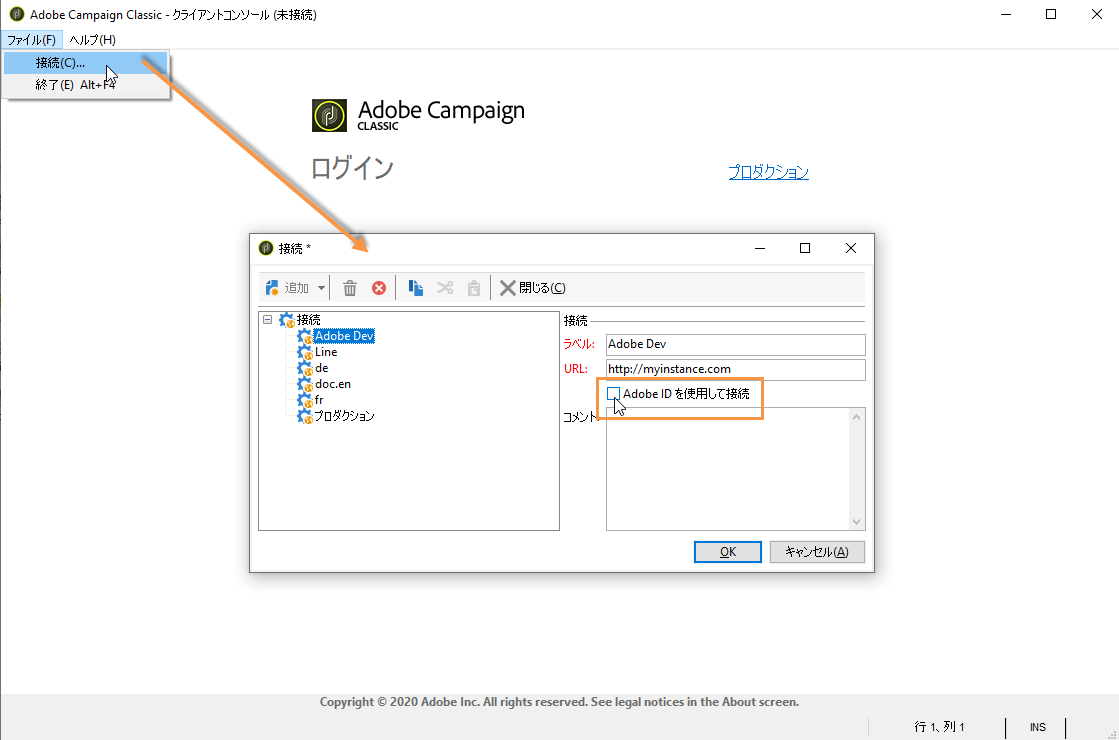 Adobe Campaign Classic - クライアントコンソール (未接続)
ファイル(F) ヘルプ(H)
接続(C)...
終了(E) Alt+F4
Adobe Campaign
CLASSIC
ログイン
プロダクション
接続 *
追加
閉じる(C)
接続
Adobe Dev
Line
de
doc.en
fr
プロダクション
接続
ラベル: Adobe Dev
URL: http://myinstance.com
Adobe ID を使用して接続
コメント:
OK キャンセル(A)
Copyright © 2020 Adobe Inc. All rights reserved. See legal notices in the About screen.
行 1、列 1 INS